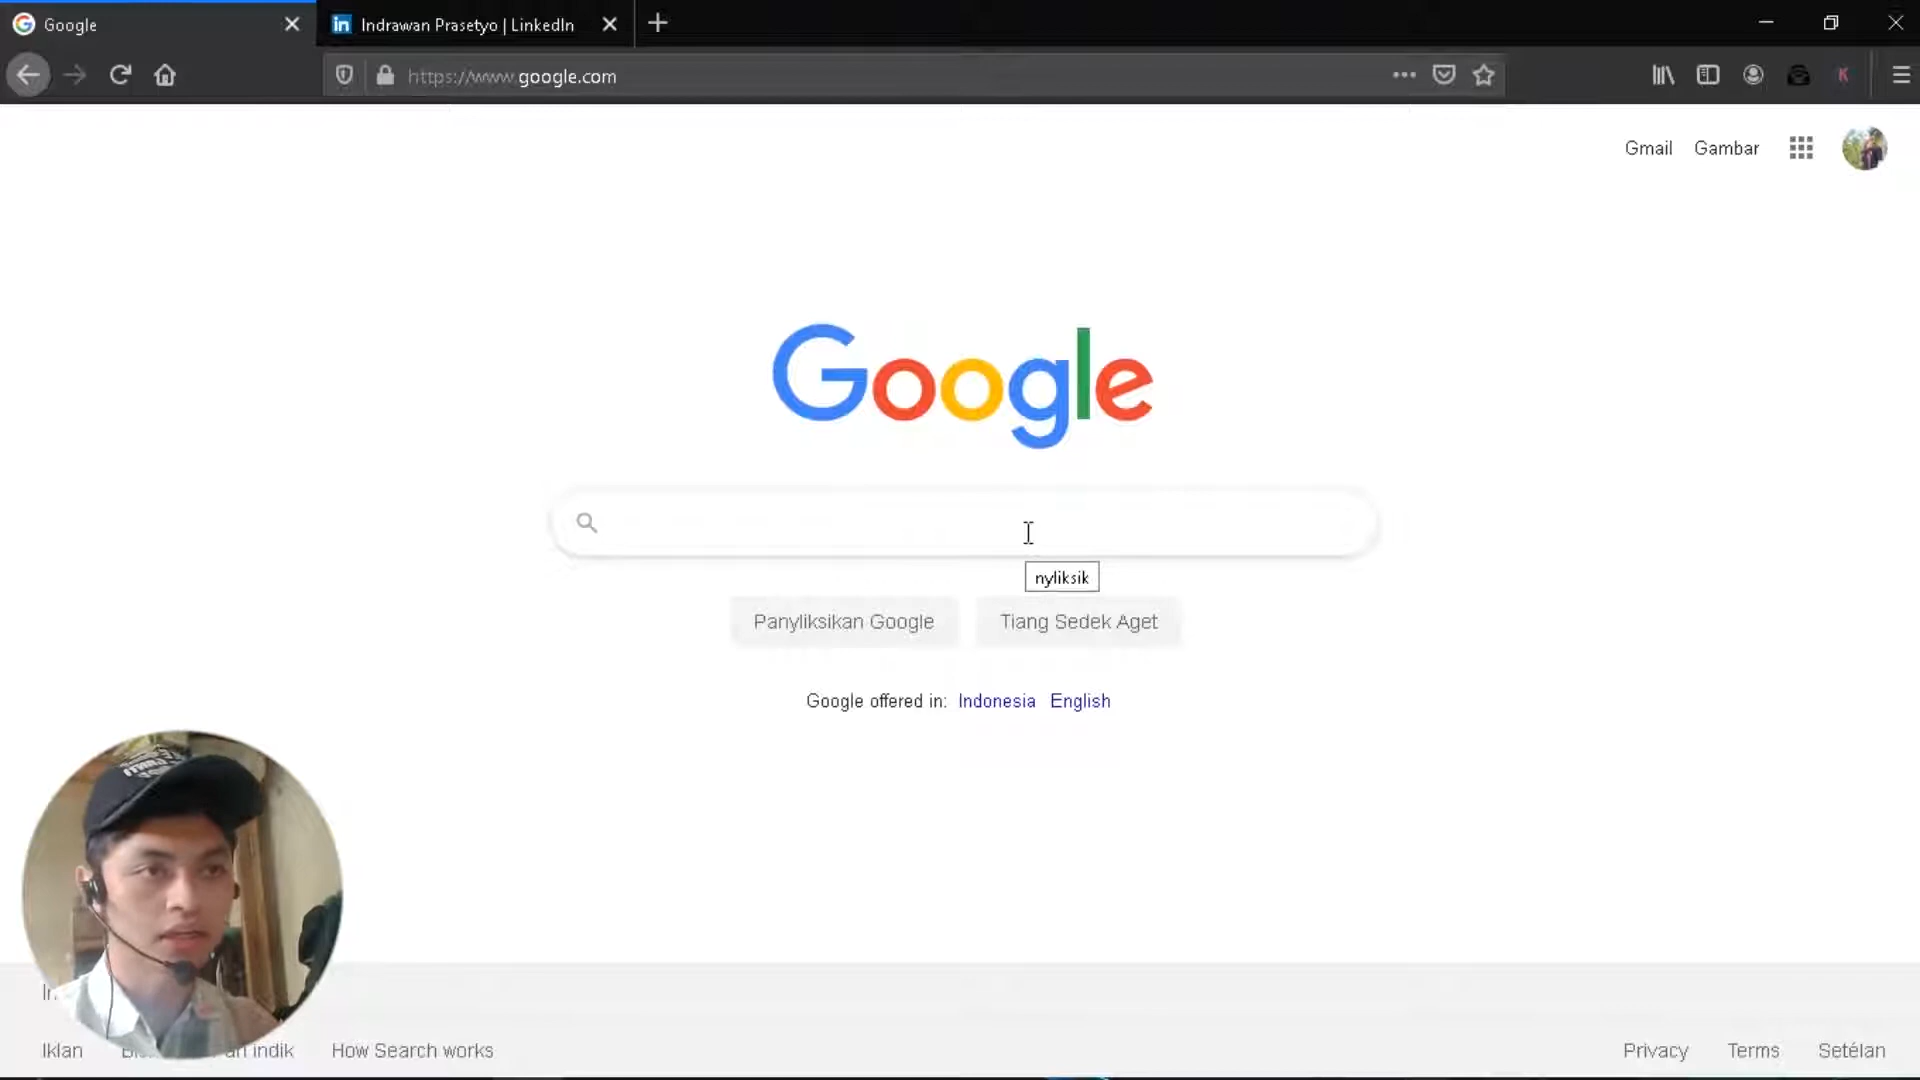 Google
Indrawan Prasetyo | LinkedIn
https://www.google.com
Gmail Gambar
Google
nyliksik
Panyliksikan Google Tiang Sedek Aget
Google offered in: Indonesia English
Iklan
indik How Search works
Privacy Terms Setélan